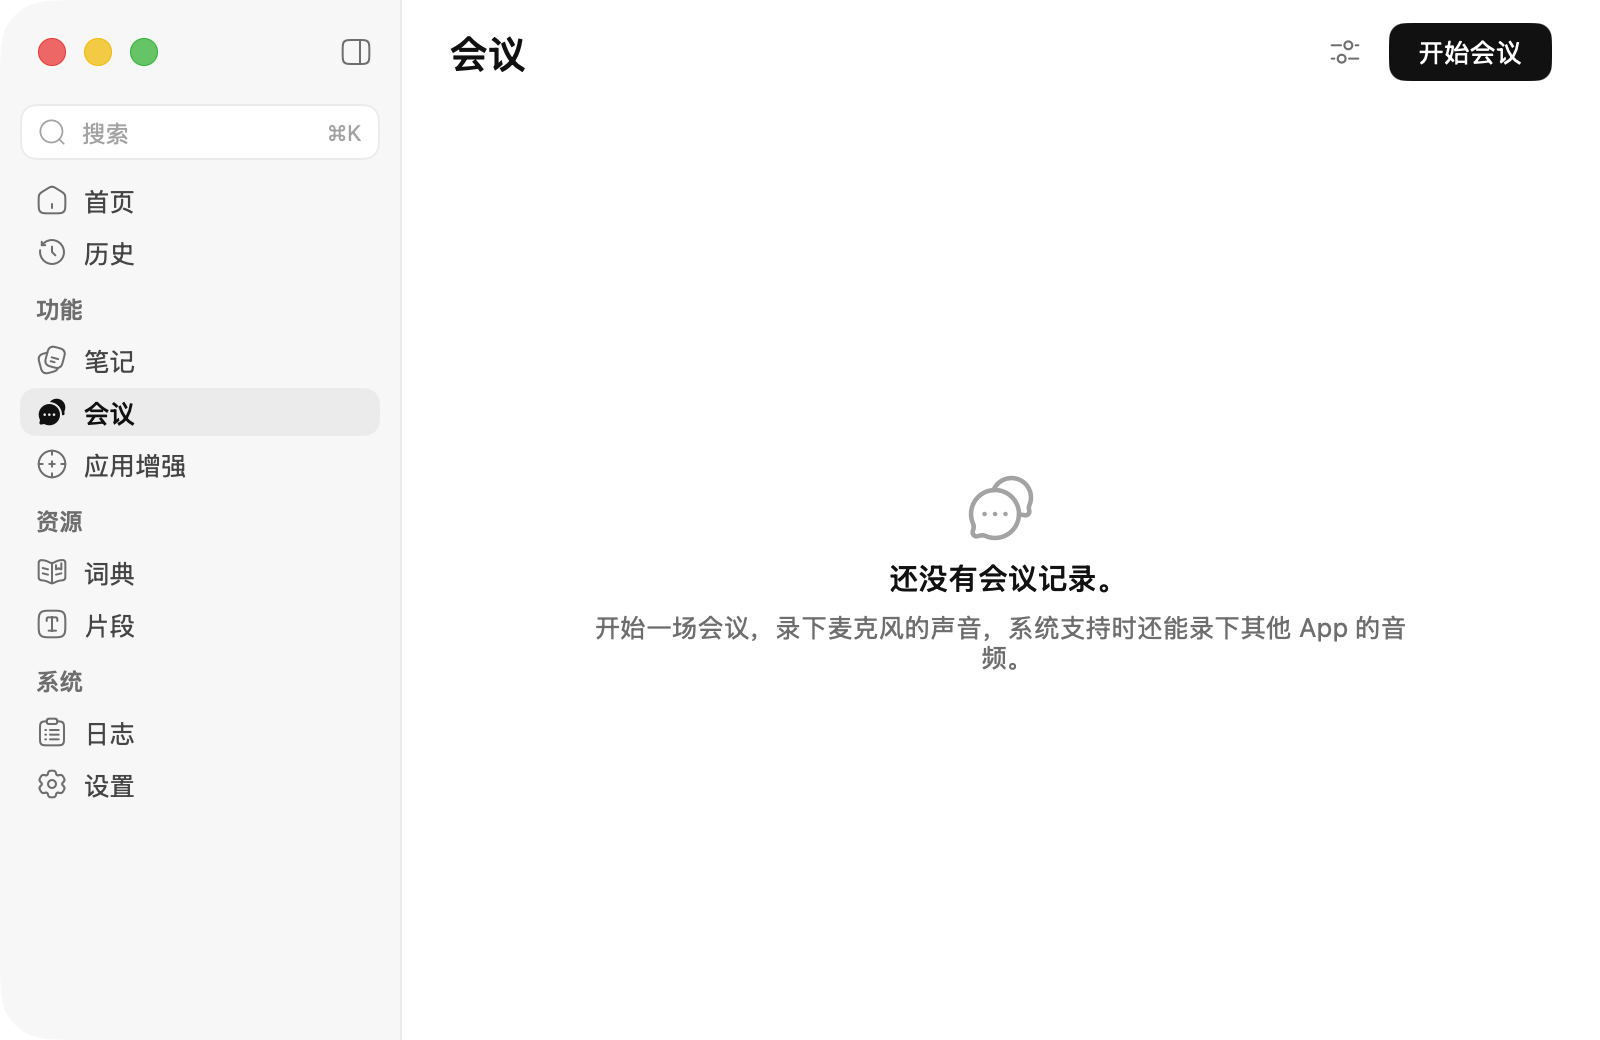 搜索 ⌘K
首页
历史
功能
笔记
会议
应用增强
资源
词典
片段
系统
日志
设置
会议
开始会议
还没有会议记录。
开始一场会议，录下麦克风的声音，系统支持时还能录下其他 App 的音
频。